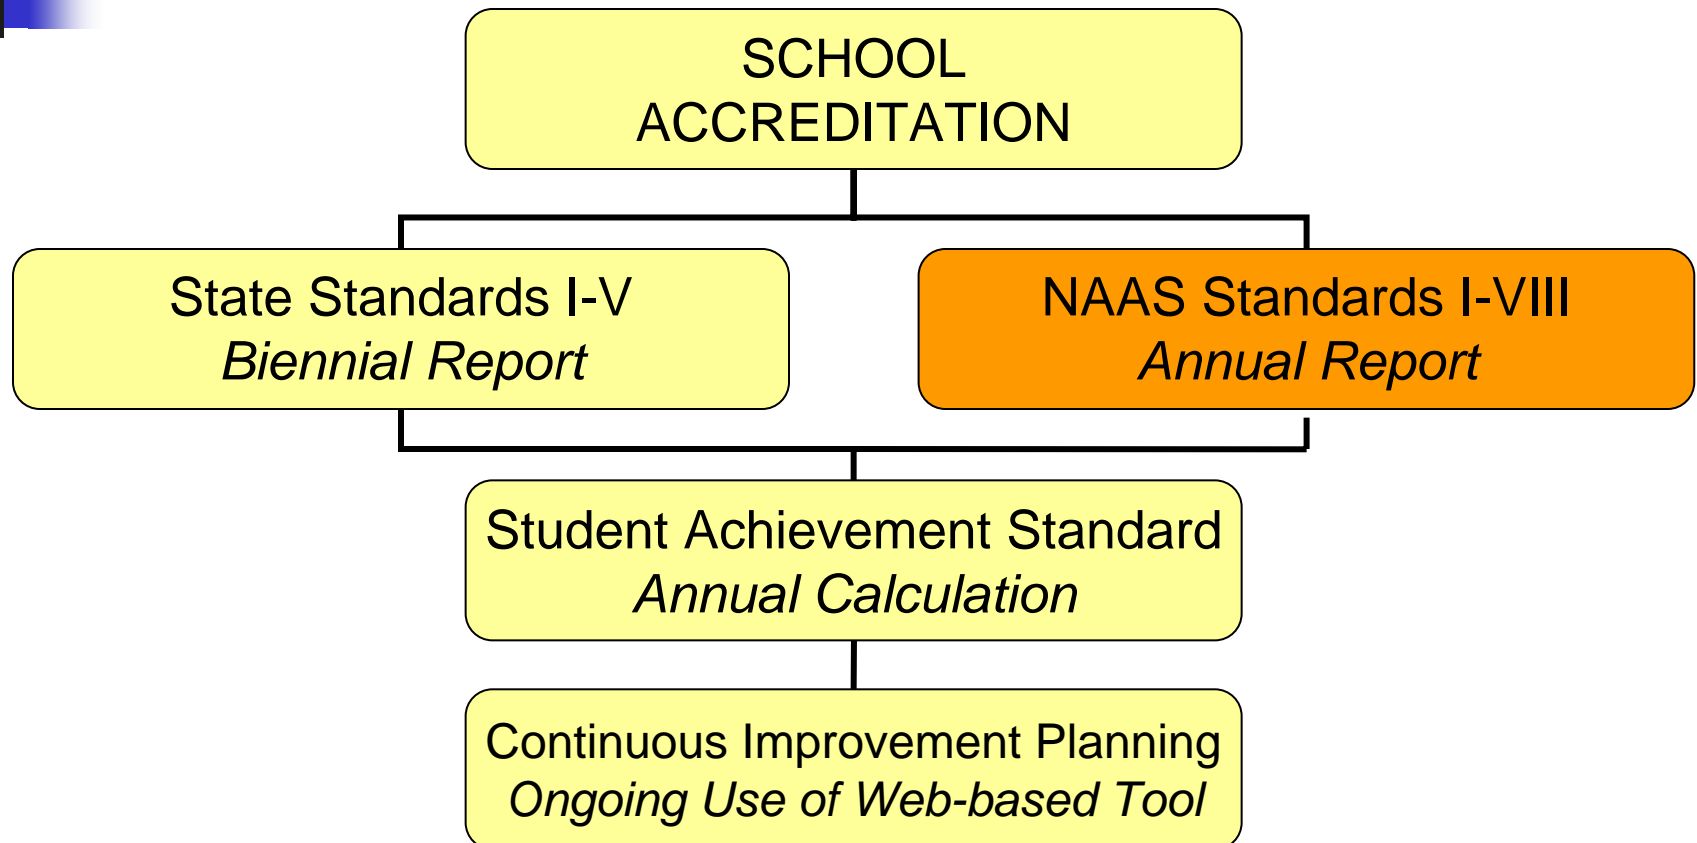 SCHOOL
ACCREDITATION
State Standards I-V
Biennial Report
NAAS Standards I-VIII
Annual Report
Student Achievement Standard
Annual Calculation
Continuous Improvement Planning
Ongoing Use of Web-based Tool